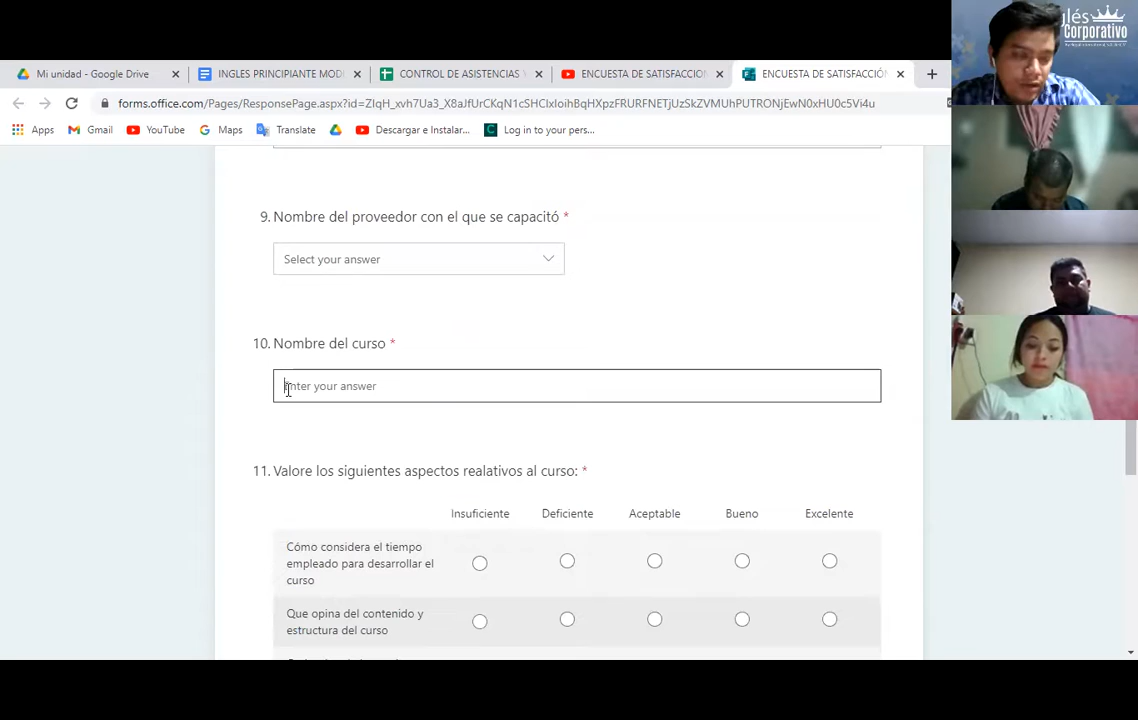 lés
Corporativo
Mi unidad - Google Drive
INGLES PRINCIPIANTE MOD
CONTROL DE ASISTENCIAS Y
ENCUESTA DE SATISFACCION
ENCUESTA DE SATISFACCIÓN
forms.office.com/Pages/ResponsePage.aspx?id=ZIqH_xvh7Ua3_X8aJfUrCKqN1cSHCIxIoihBqHXpzFRURFNETjUzSkZVMUhPUTRONjEwN0xHU0c5Vi4u
Apps
Gmail
YouTube
Maps
Translate
Descargar e Instalar...
Log in to your pers...
9. Nombre del proveedor con el que se capacitó *
Select your answer
10. Nombre del curso *
Enter your answer
11. Valore los siguientes aspectos realativos al curso: *
Insuficiente
Deficiente
Aceptable
Bueno
Excelente
Cómo considera el tiempo
empleado para desarrollar el
curso
Que opina del contenido y
estructura del curso